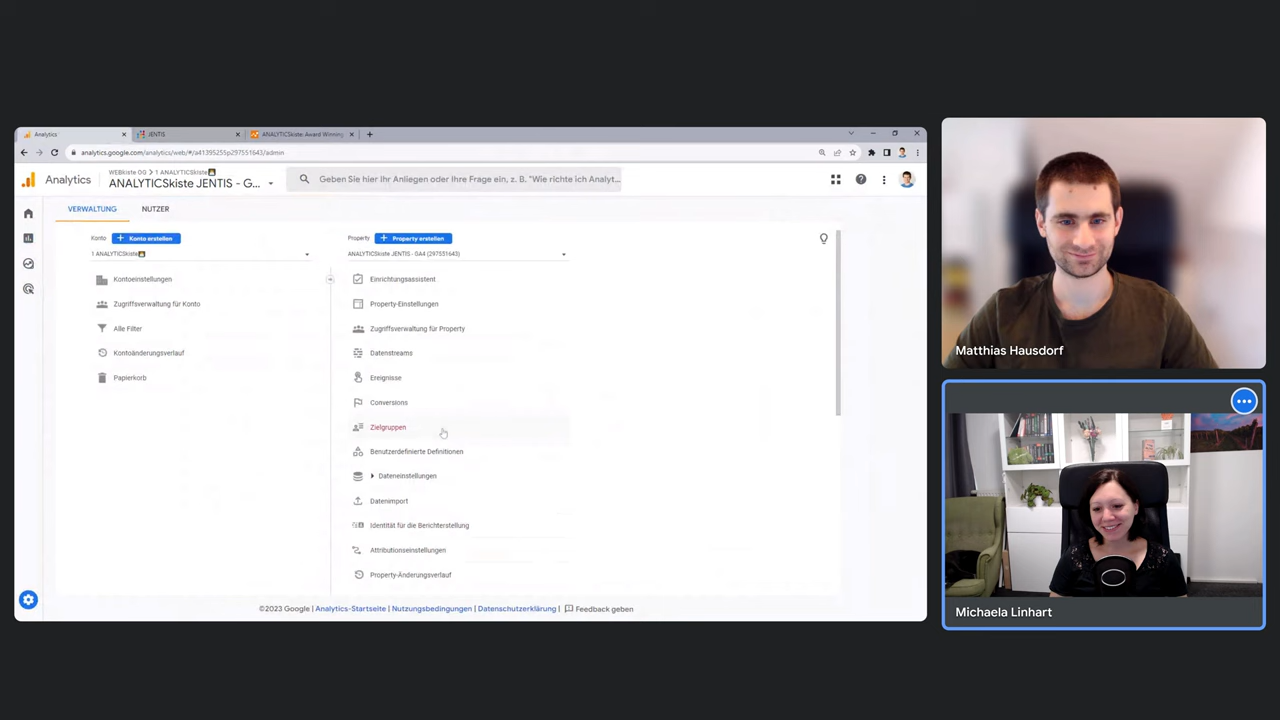 Analytics
JENTIS
ANALYTICSkiste: Award Winning
analytics.google.com/analytics/web/#/a41395255p297551643/admin
Analytics
WEBkiste OG > 1 ANALYTICSkiste
ANALYTICSkiste JENTIS - G...
Geben Sie hier Ihr Anliegen oder Ihre Frage ein, z. B. "Wie richte ich Analyt...
VERWALTUNG
NUTZER
Konto
Konto erstellen
1 ANALYTICSkiste
Kontoeinstellungen
Zugriffsverwaltung für Konto
Alle Filter
Kontoänderungsverlauf
Papierkorb
Property
Property erstellen
ANALYTICSkiste JENTIS - GA4 (297551643)
Einrichtungsassistent
Property-Einstellungen
Zugriffsverwaltung für Property
Datenstreams
Ereignisse
Conversions
Zielgruppen
Benutzerdefinierte Definitionen
Dateneinstellungen
Datenimport
Identität für die Berichterstellung
Attributionseinstellungen
Property-Änderungsverlauf
©2023 Google | Analytics-Startseite | Nutzungsbedingungen | Datenschutzerklärung | Feedback geben
Matthias Hausdorf
Michaela Linhart